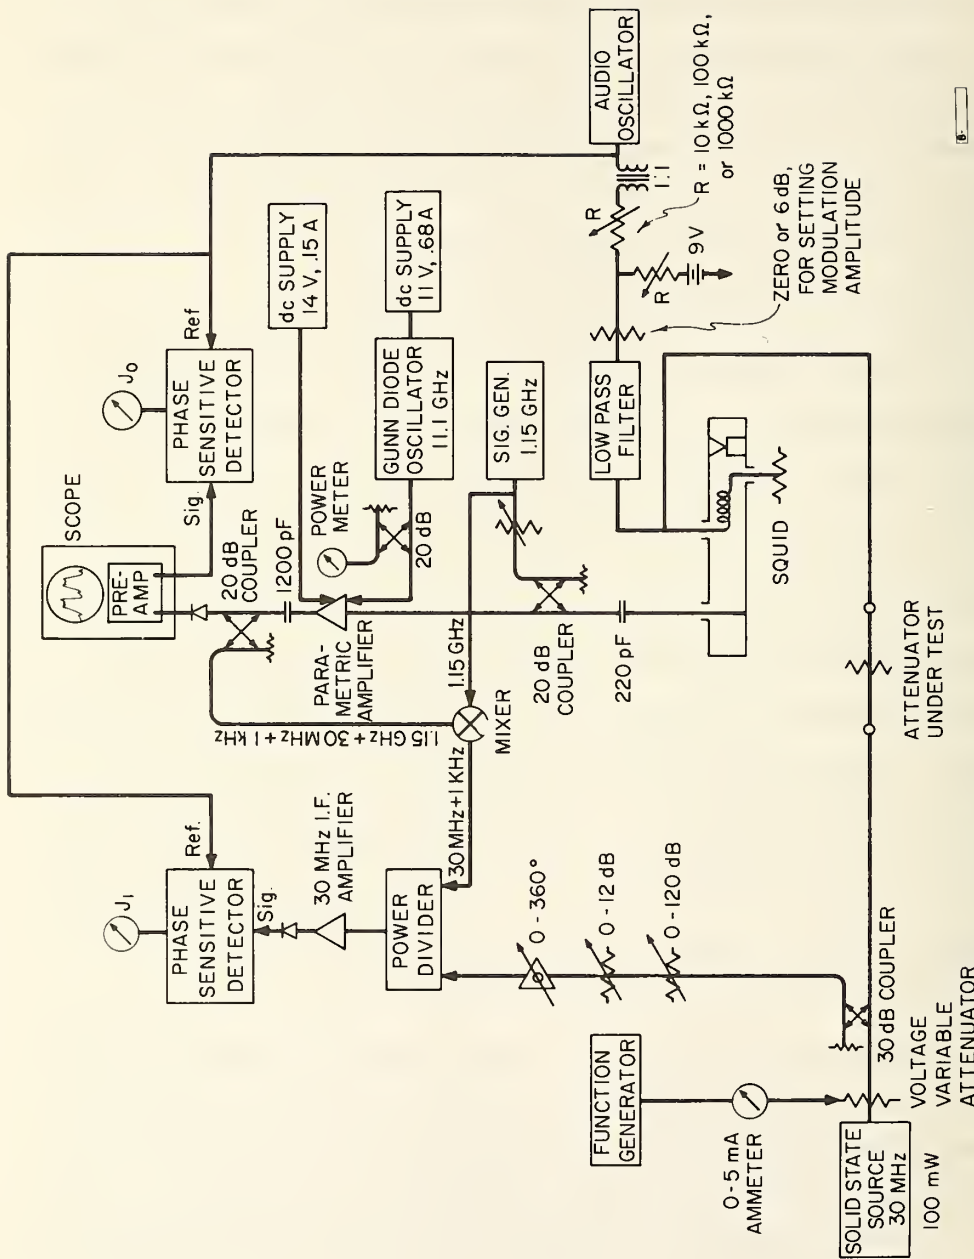 SCOPE
PRE-
AMP
J₁
J₀
PHASE
SENSITIVE
DETECTOR
Ref.
Sig.
PHASE
SENSITIVE
DETECTOR
Ref
Sig.
20 dB
COUPLER
1200 pF
30 MHz I.F.
AMPLIFIER
POWER
DIVIDER
30 MHz+1 KHz
1.15 GHz + 30 MHz + 1 kHz
PARA-
METRIC
AMPLIFIER
POWER
METER
dc SUPPLY
14 V, .15 A
dc SUPPLY
11 V, .68A
GUNN DIODE
OSCILLATOR
11.1 GHz
20 dB
MIXER
1.15 GHz
SIG. GEN.
1.15 GHz
20 dB
COUPLER
220 pF
AUDIO
OSCILLATOR
1:1
R
R = 10 kΩ, 100 kΩ,
or 1000 kΩ
R
9V
ZERO or 6 dB,
FOR SETTING
MODULATION
AMPLITUDE
LOW PASS
FILTER
SQUID
0 - 360°
0 -12 dB
0 -120 dB
FUNCTION
GENERATOR
0-5 mA
AMMETER
SOLID STATE
SOURCE
30 MHz
100 mW
VOLTAGE
VARIABLE
ATTENUATOR
30 dB COUPLER
ATTENUATOR
UNDER TEST